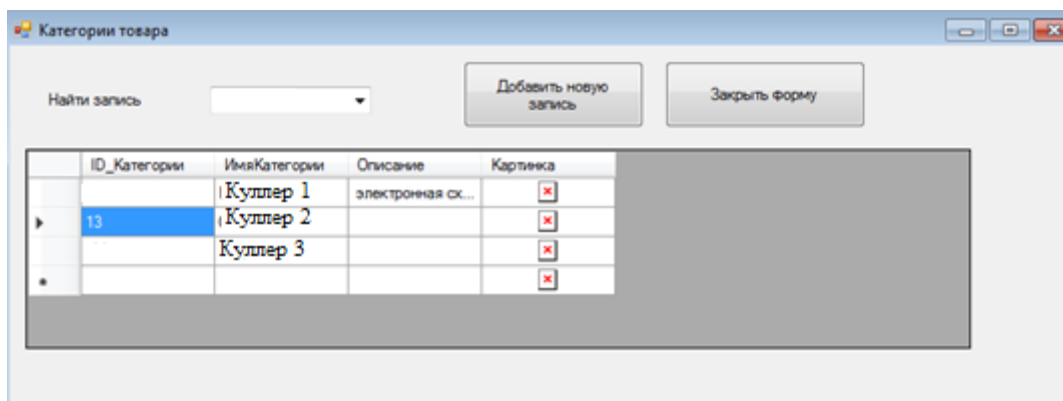 Категории товара
Найти запись
Добавить новую
запись
Закрыть форму
ID_Категории ИмяКатегории Описание Картинка
Куллер 1 электронная сх...
13 Куллер 2
Куллер 3